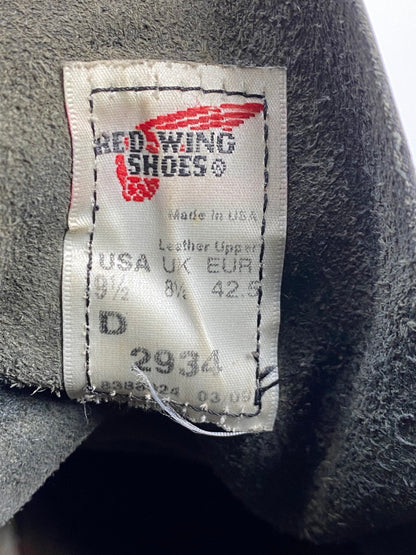 RED WING
SHOES®
Made in USA
Leather Upper
USA UK EUR
9½ 8½ 42.5
D
2934
03/09